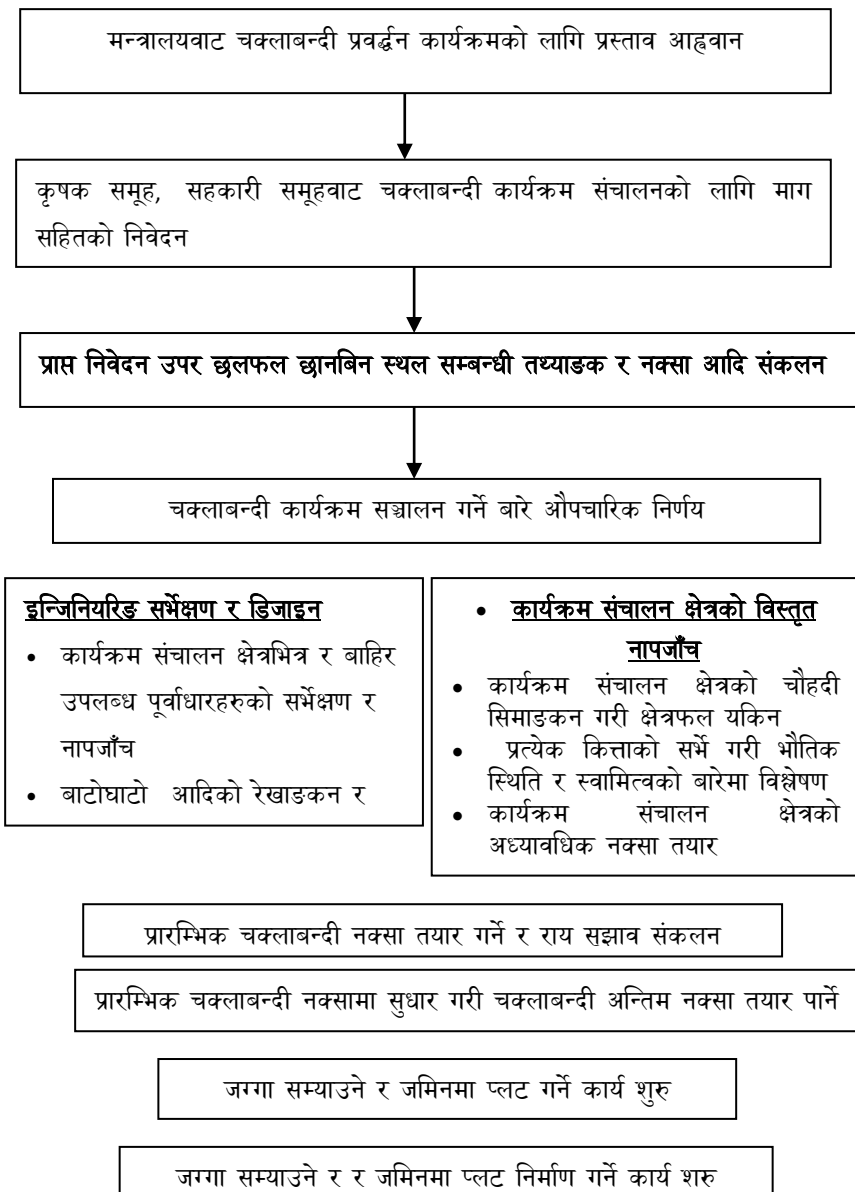 मन्त्रालयवाट चक्लाबन्दी प्रवर्द्धन कार्यक्रमको लागि प्रस्ताव आह्ववान
कृषक समूह, सहकारी समूहवाट चक्लाबन्दी कार्यक्रम संचालनको लागि माग
सहितको निवेदन
प्राप्त निवेदन उपर छलफल छानबिन स्थल सम्बन्धी तथ्याङक र नक्सा आदि संकलन
चक्लाबन्दी कार्यक्रम सञ्चालन गर्ने बारे औपचारिक निर्णय
इन्जिनियरिङ सर्भेक्षण र डिजाइन
• कार्यक्रम संचालन क्षेत्रभित्र र बाहिर
उपलब्ध पूर्वाधारहरुको सर्भेक्षण र
नापजाँच
• बाटोघाटो आदिको रेखाङकन र
• कार्यक्रम संचालन क्षेत्रको विस्तृत
नापजाँच
• कार्यक्रम संचालन क्षेत्रको चौहदी
सिमाङकन गरी क्षेत्रफल यकिन
• प्रत्येक कित्ताको सर्भे गरी भौतिक
स्थिति र स्वामित्वको बारेमा विश्लेषण
• कार्यक्रम संचालन क्षेत्रको
अध्यावधिक नक्सा तयार
प्रारम्भिक चक्लाबन्दी नक्सा तयार गर्ने र राय सुझाव संकलन
प्रारम्भिक चक्लाबन्दी नक्सामा सुधार गरी चक्लाबन्दी अन्तिम नक्सा तयार पार्ने
जग्गा सम्याउने र जमिनमा प्लट गर्ने कार्य शुरु
जग्गा सम्याउने र र जमिनमा प्लट निर्माण गर्ने कार्य शरु